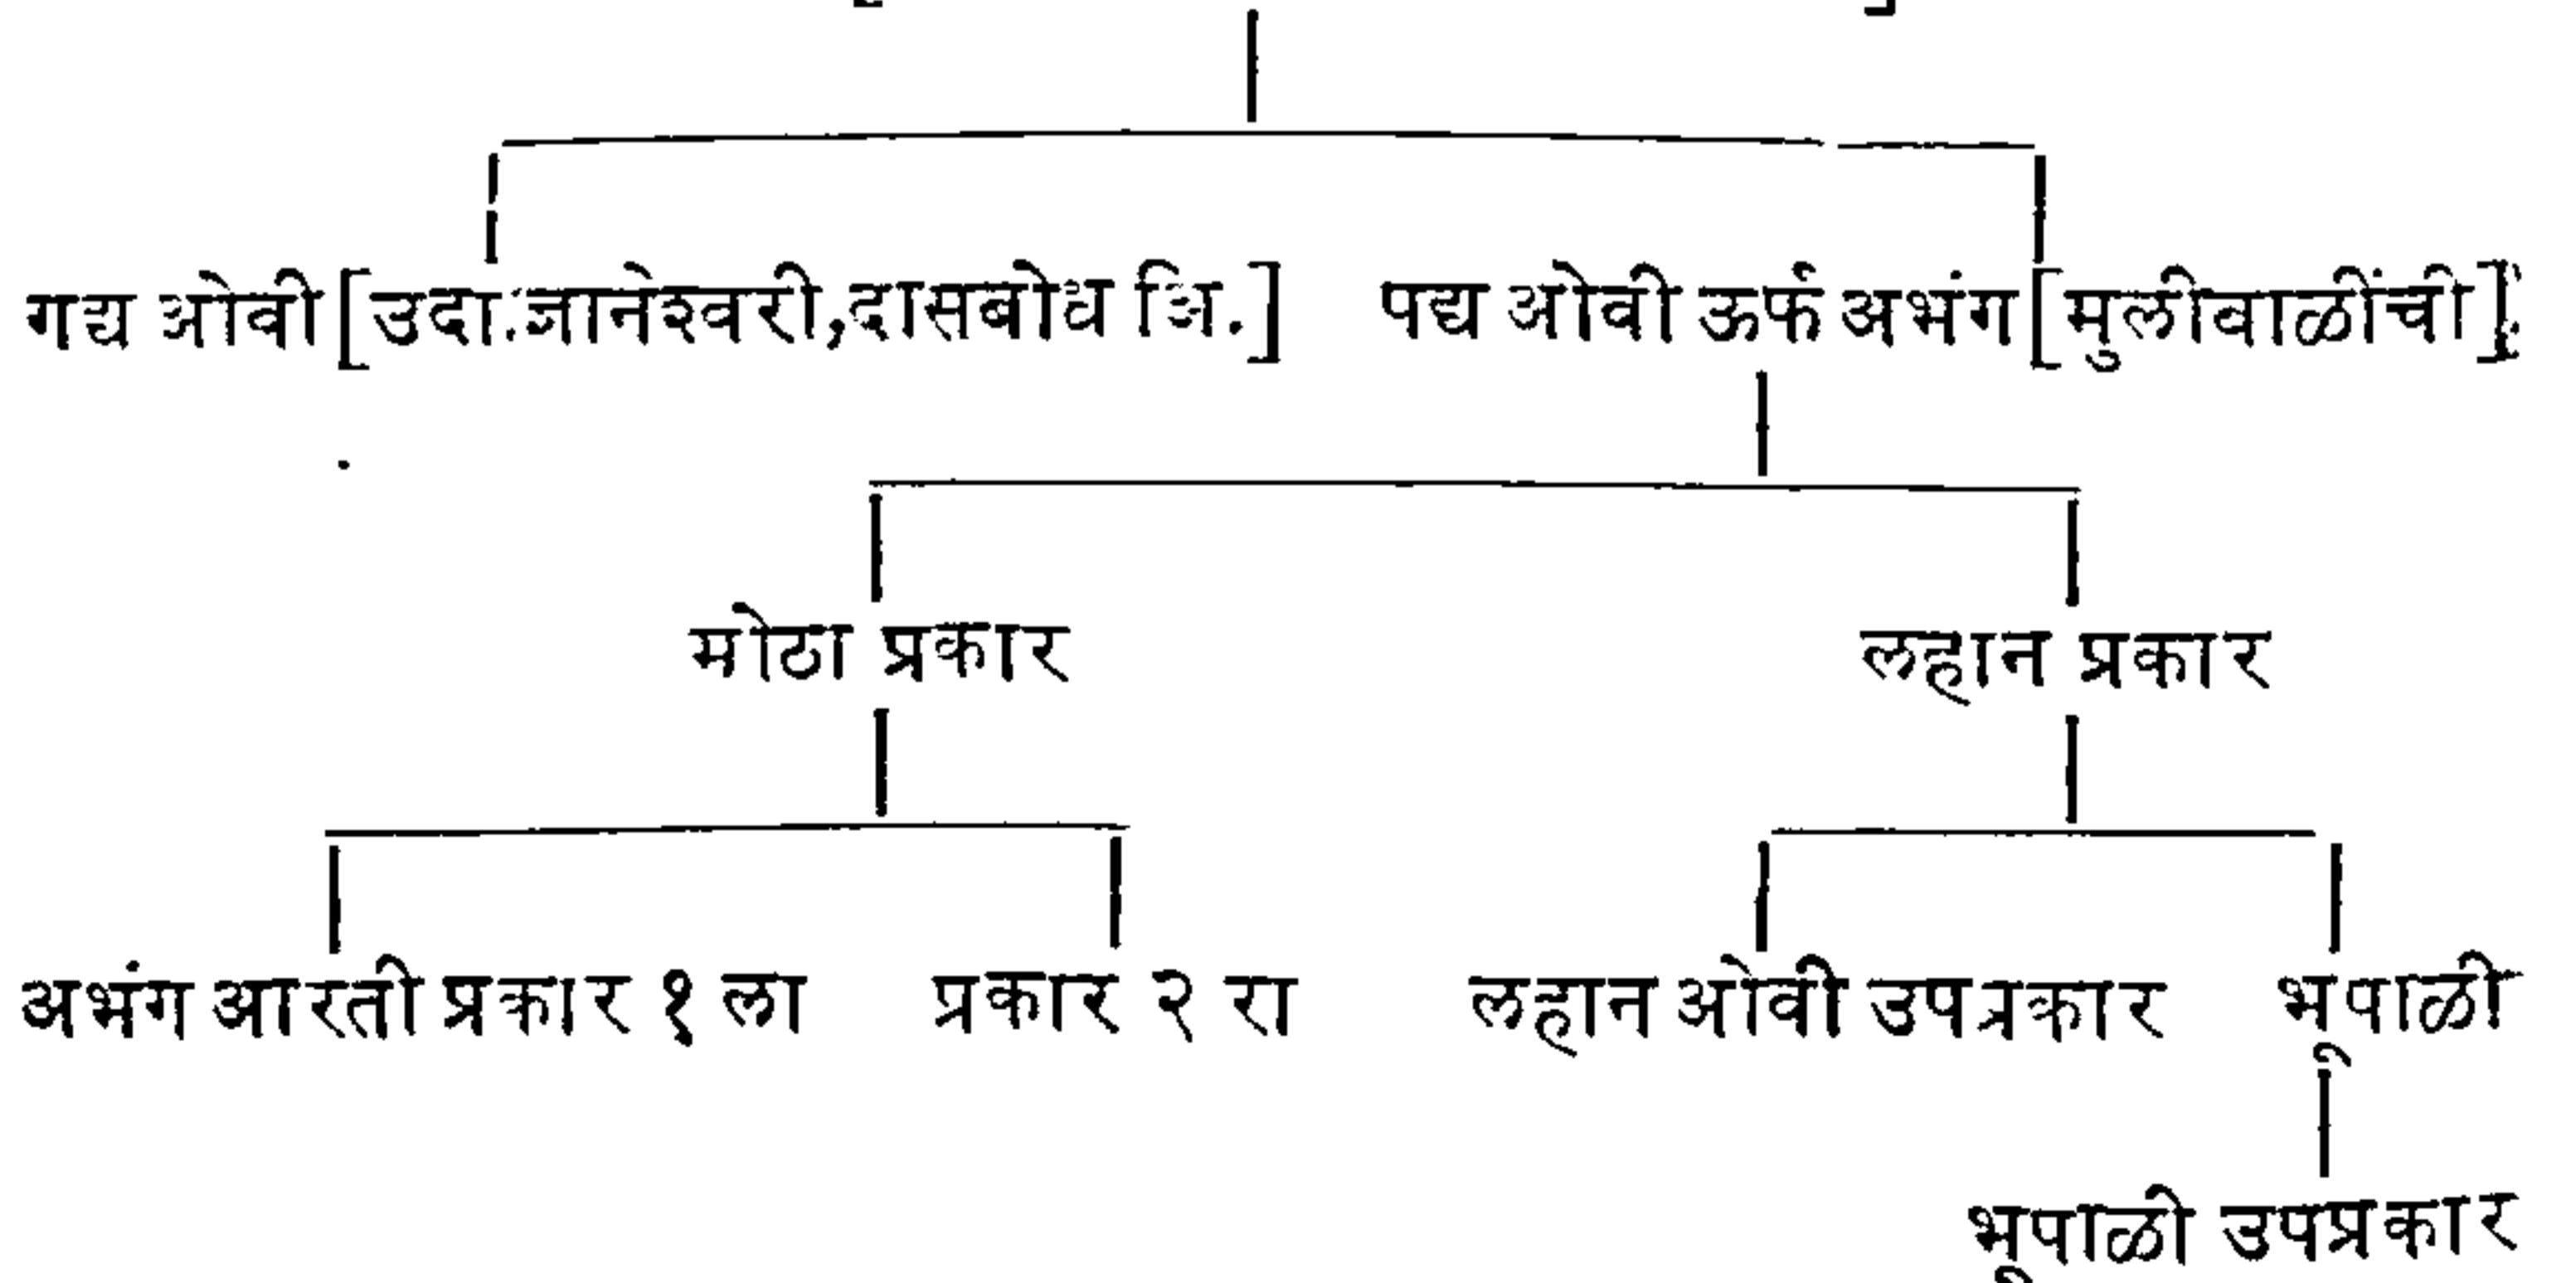 गद्य ओवी [उदा. ज्ञानेश्वरी, दासबोध अि.] पद्य ओवी ऊर्फ अभंग [मुलीवाळींची]
मोठा प्रकार लहान प्रकार
अभंग आरती प्रकार १ ला प्रकार २ रा लहान ओवी उपप्रकार भूपाळी
भूपाळी उपप्रकार